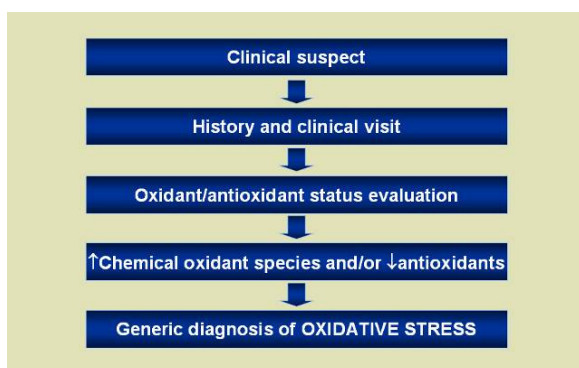 Clinical suspect
History and clinical visit
Oxidant/antioxidant status evaluation
↑Chemical oxidant species and/or ↓antioxidants
Generic diagnosis of OXIDATIVE STRESS